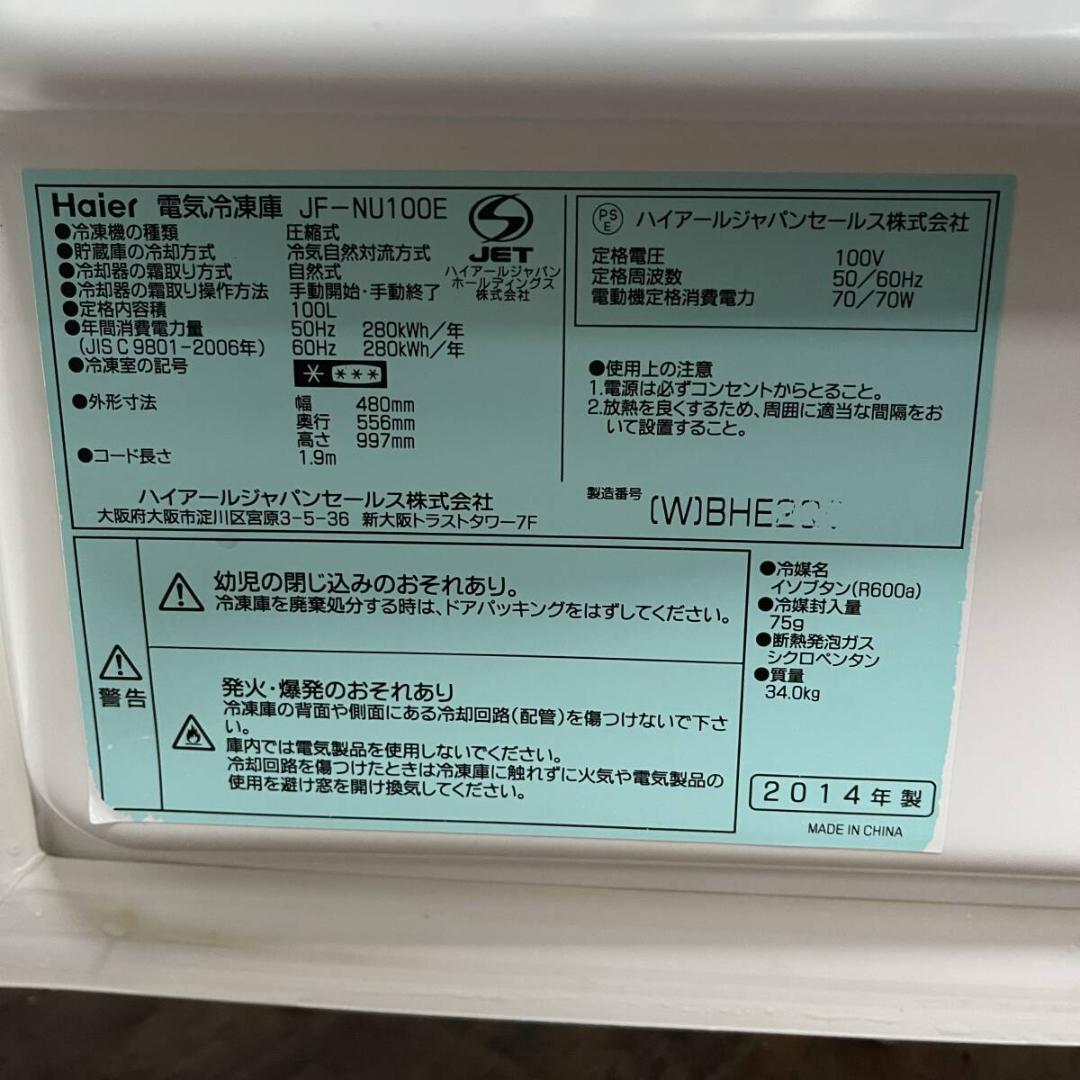 Haier 電気冷凍庫 JF-NU100E
●冷凍機の種類 圧縮式
●貯蔵庫の冷却方式 冷気自然対流方式
●冷却器の霜取り方式 自然式
●冷却器の霜取り操作方法 手動開始・手動終了
●定格内容積 100L
●年間消費電力量 50Hz 280kWh/年
(JIS C 9801-2006年) 60Hz 280kWh/年
●冷凍室の記号
●外形寸法 幅 480mm
奥行 556mm
高さ 997mm
●コード長さ 1.9m
S
JET
ハイアールジャパン
ホールディングス
株式会社
ハイアールジャパンセールス株式会社
大阪府大阪市淀川区宮原3-5-36 新大阪トラストタワー7F
PS
E
ハイアールジャパンセールス株式会社
定格電圧 100V
定格周波数 50/60Hz
電動機定格消費電力 70/70W
●使用上の注意
1.電源は必ずコンセントからとること。
2.放熱を良くするため、周囲に適当な間隔をお
いて設置すること。
製造番号 (W)BHE
警告
幼児の閉じ込みのおそれあり。
冷凍庫を廃棄処分する時は、ドアパッキングをはずしてください。
発火・爆発のおそれあり
冷凍庫の背面や側面にある冷却回路(配管)を傷つけないで下さ
い。
庫内では電気製品を使用しないでください。
冷却回路を傷つけたときは冷凍庫に触れずに火気や電気製品の
使用を避け窓を開け換気してください。
●冷媒名
イソブタン(R600a)
●冷媒封入量
75g
●断熱発泡ガス
シクロペンタン
●質量
34.0kg
2014年製
MADE IN CHINA